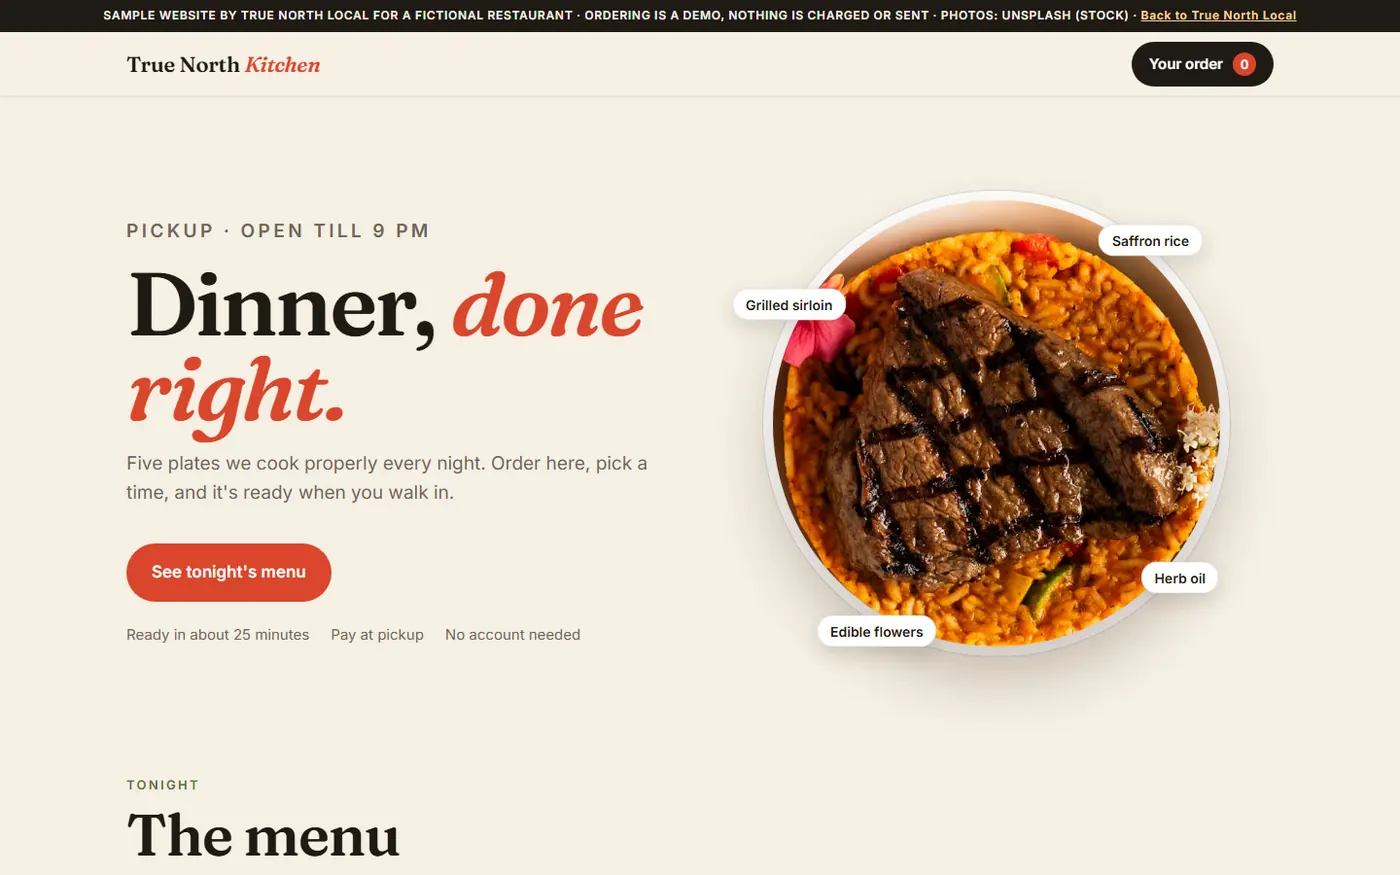 SAMPLE WEBSITE BY TRUE NORTH LOCAL FOR A FICTIONAL RESTAURANT · ORDERING IS A DEMO, NOTHING IS CHARGED OR SENT · PHOTOS: UNSPLASH (STOCK) · Back to True North Local
True North Kitchen
Your order 0
PICKUP · OPEN TILL 9 PM
Dinner, done
right.
Five plates we cook properly every night. Order here, pick a
time, and it's ready when you walk in.
See tonight's menu
Ready in about 25 minutes Pay at pickup No account needed
Saffron rice
Grilled sirloin
Herb oil
Edible flowers
TONIGHT
The menu